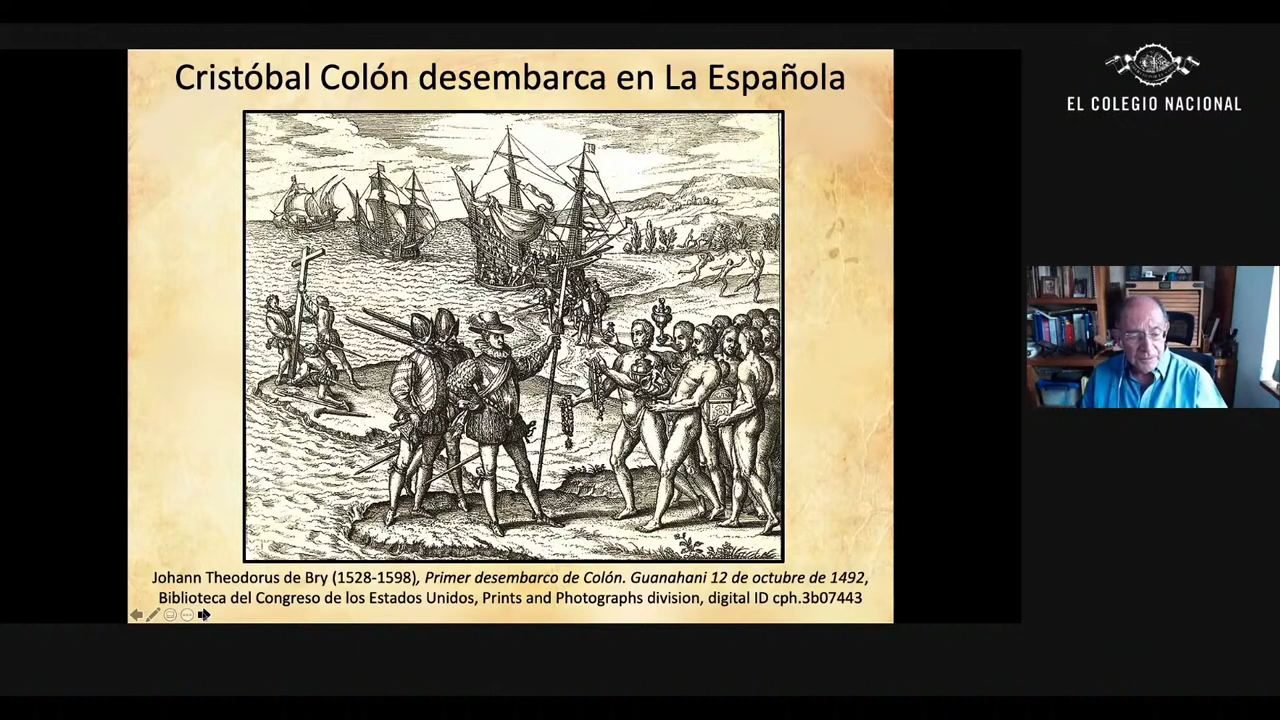 Cristóbal Colón desembarca en La Española
EL COLEGIO NACIONAL
Johann Theodorus de Bry (1528-1598), Primer desembarco de Colón. Guanahani 12 de octubre de 1492,
Biblioteca del Congreso de los Estados Unidos, Prints and Photographs division, digital ID cph.3b07443